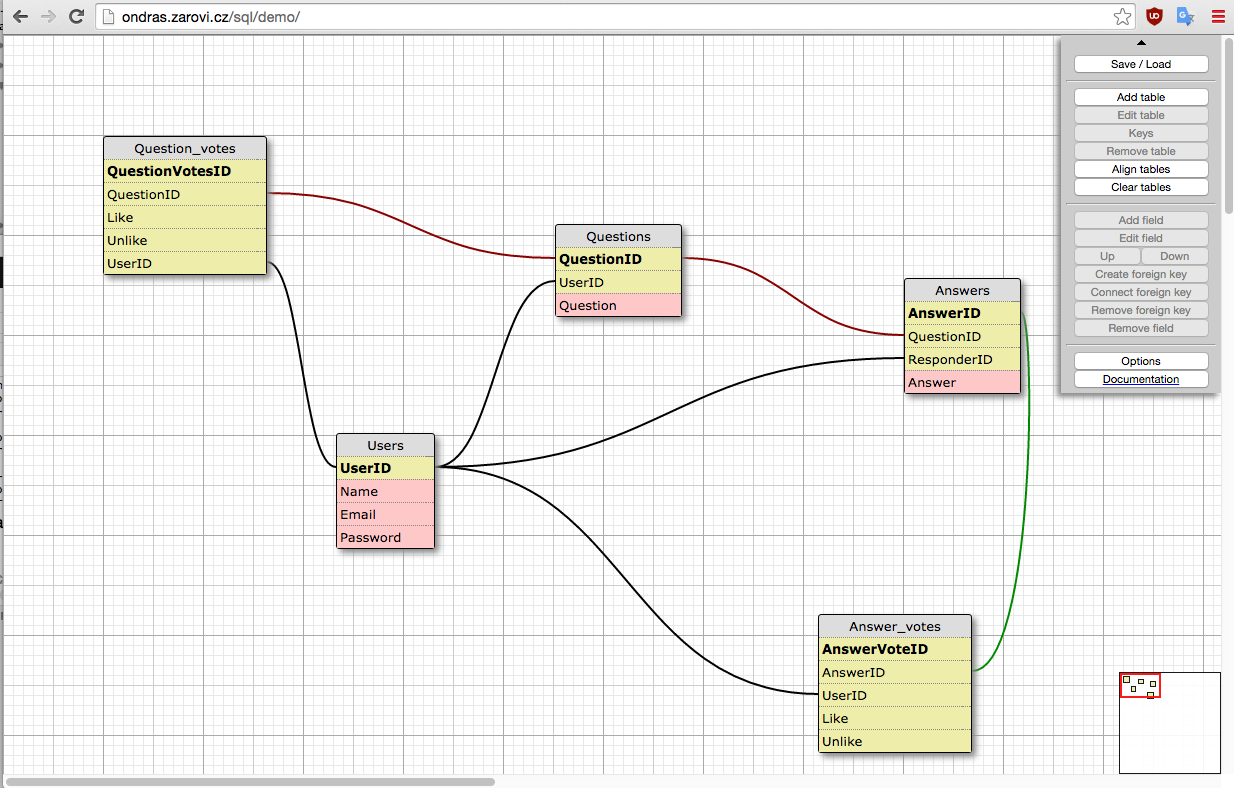 ondras.zarovi.cz/sql/demo/
Save / Load
Add table
Edit table
Keys
Remove table
Align tables
Clear tables
Add field
Edit field
Up Down
Create foreign key
Connect foreign key
Remove foreign key
Remove field
Options
Documentation
Question_votes
QuestionVotesID
QuestionID
Like
Unlike
UserID
Questions
QuestionID
UserID
Question
Answers
AnswerID
QuestionID
ResponderID
Answer
Users
UserID
Name
Email
Password
Answer_votes
AnswerVoteID
AnswerID
UserID
Like
Unlike